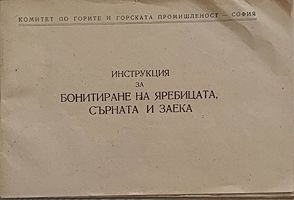 КОМИТЕТ ПО ГОРИТЕ И ГОРСКАТА ПРОМИШЛЕНОСТ — СОФИЯ
ИНСТРУКЦИЯ
ЗА
БОНИТИРАНЕ НА ЯРЕБИЦАТА,
СЪРНАТА И ЗАЕКА